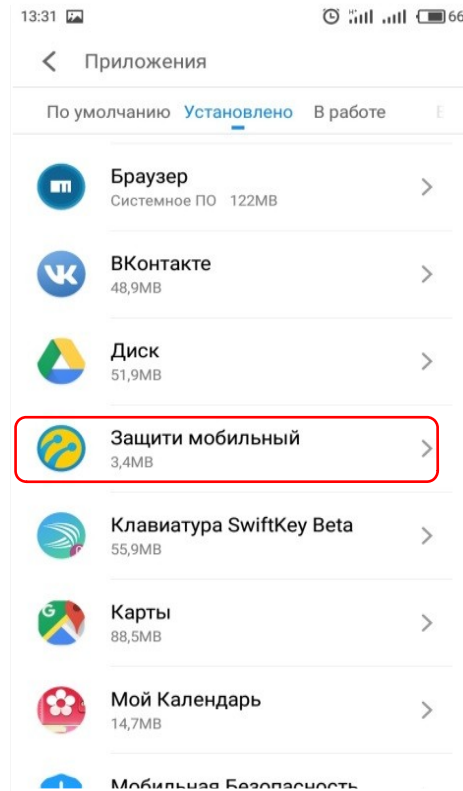 13:31 66
Приложения
По умолчанию Установлено В работе
Браузер
Системное ПО 122MB
ВКонтакте
48,9MB
Диск
51,9MB
Защити мобильный
3,4MB
Клавиатура SwiftKey Beta
55,9MB
Карты
88,5MB
Мой Календарь
14,7MB
Мобильная Безопасность